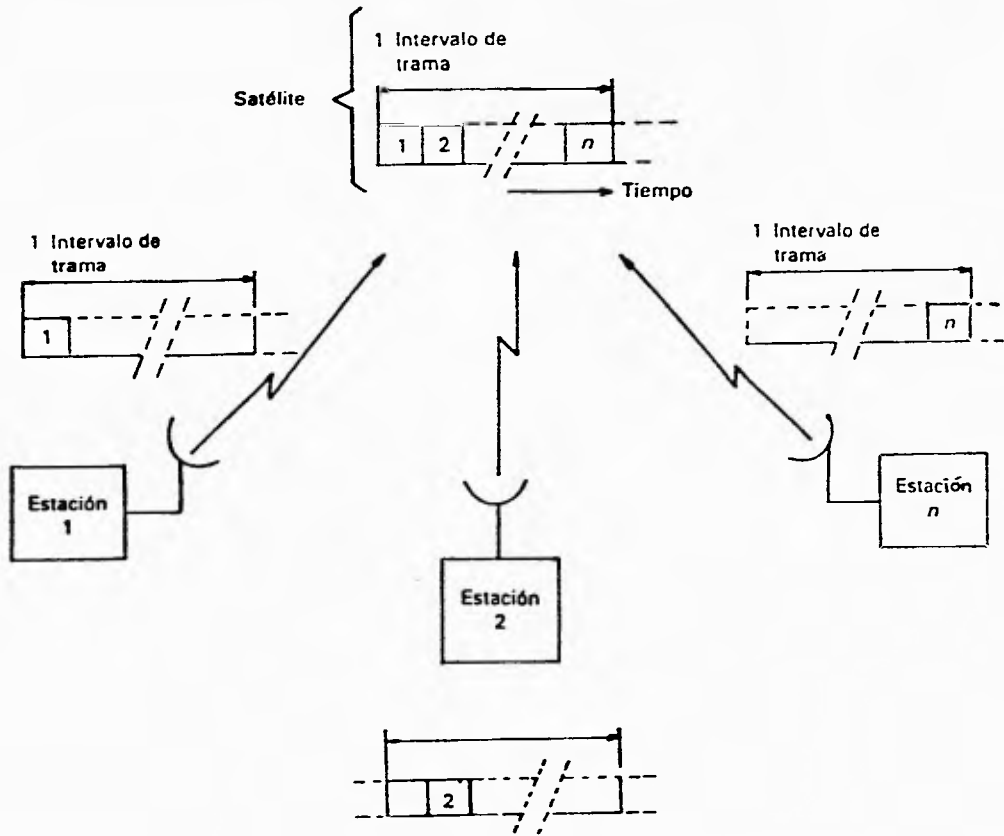 1 Intervalo de
trama
Satélite
1 2 n
Tiempo
1 Intervalo de
trama
1
1 Intervalo de
trama
n
Estación
1
Estación
n
Estación
2
2